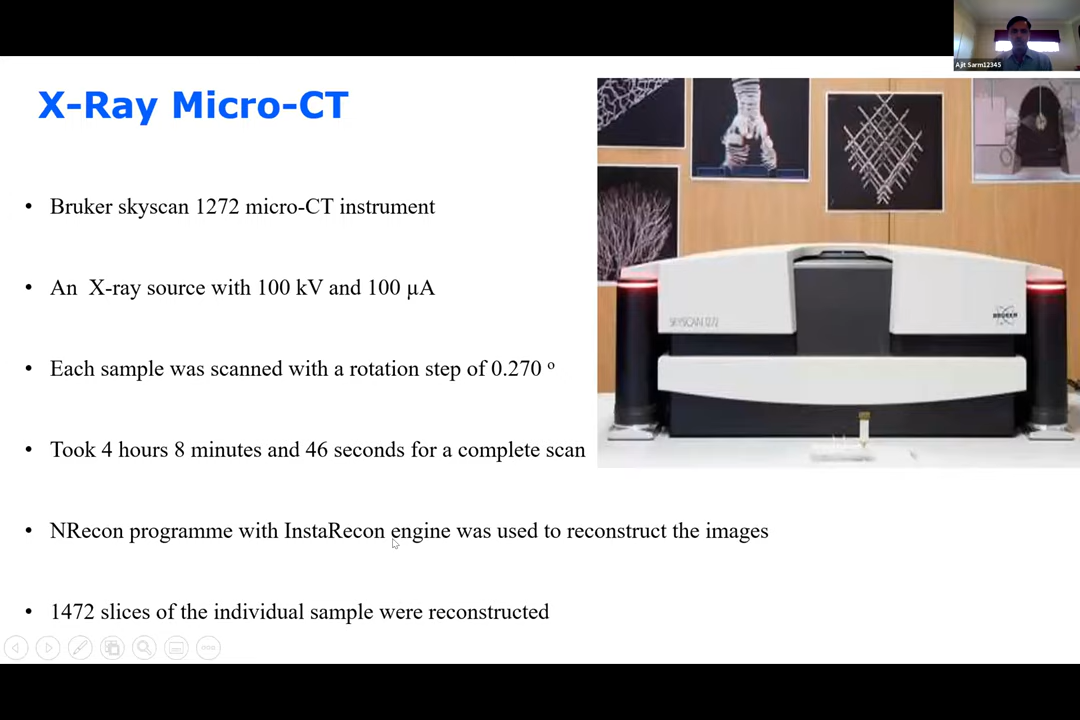 Ajit Sarm12345
X-Ray Micro-CT
• Bruker skyscan 1272 micro-CT instrument
• An X-ray source with 100 kV and 100 µA
• Each sample was scanned with a rotation step of 0.270 º
• Took 4 hours 8 minutes and 46 seconds for a complete scan
• NRecon programme with InstaRecon engine was used to reconstruct the images
• 1472 slices of the individual sample were reconstructed
SKYSCAN 1272
BRUKER